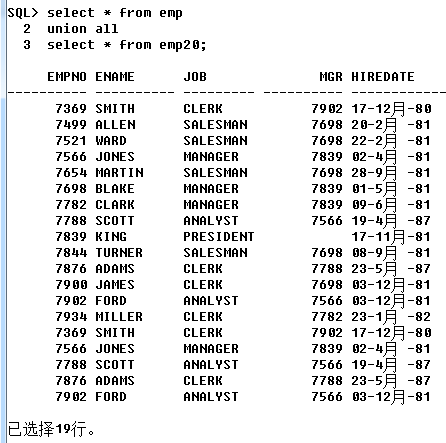 SQL> select * from emp
2 union all
3 select * from emp20;
EMPNO ENAME JOB MGR HIREDATE
---------- ---------- --------- ---------- ----------
7369 SMITH CLERK 7902 17-12月-80
7499 ALLEN SALESMAN 7698 20-2月 -81
7521 WARD SALESMAN 7698 22-2月 -81
7566 JONES MANAGER 7839 02-4月 -81
7654 MARTIN SALESMAN 7698 28-9月 -81
7698 BLAKE MANAGER 7839 01-5月 -81
7782 CLARK MANAGER 7839 09-6月 -81
7788 SCOTT ANALYST 7566 19-4月 -87
7839 KING PRESIDENT 17-11月-81
7844 TURNER SALESMAN 7698 08-9月 -81
7876 ADAMS CLERK 7788 23-5月 -87
7900 JAMES CLERK 7698 03-12月-81
7902 FORD ANALYST 7566 03-12月-81
7934 MILLER CLERK 7782 23-1月 -82
7369 SMITH CLERK 7902 17-12月-80
7566 JONES MANAGER 7839 02-4月 -81
7788 SCOTT ANALYST 7566 19-4月 -87
7876 ADAMS CLERK 7788 23-5月 -87
7902 FORD ANALYST 7566 03-12月-81
已选择19行。